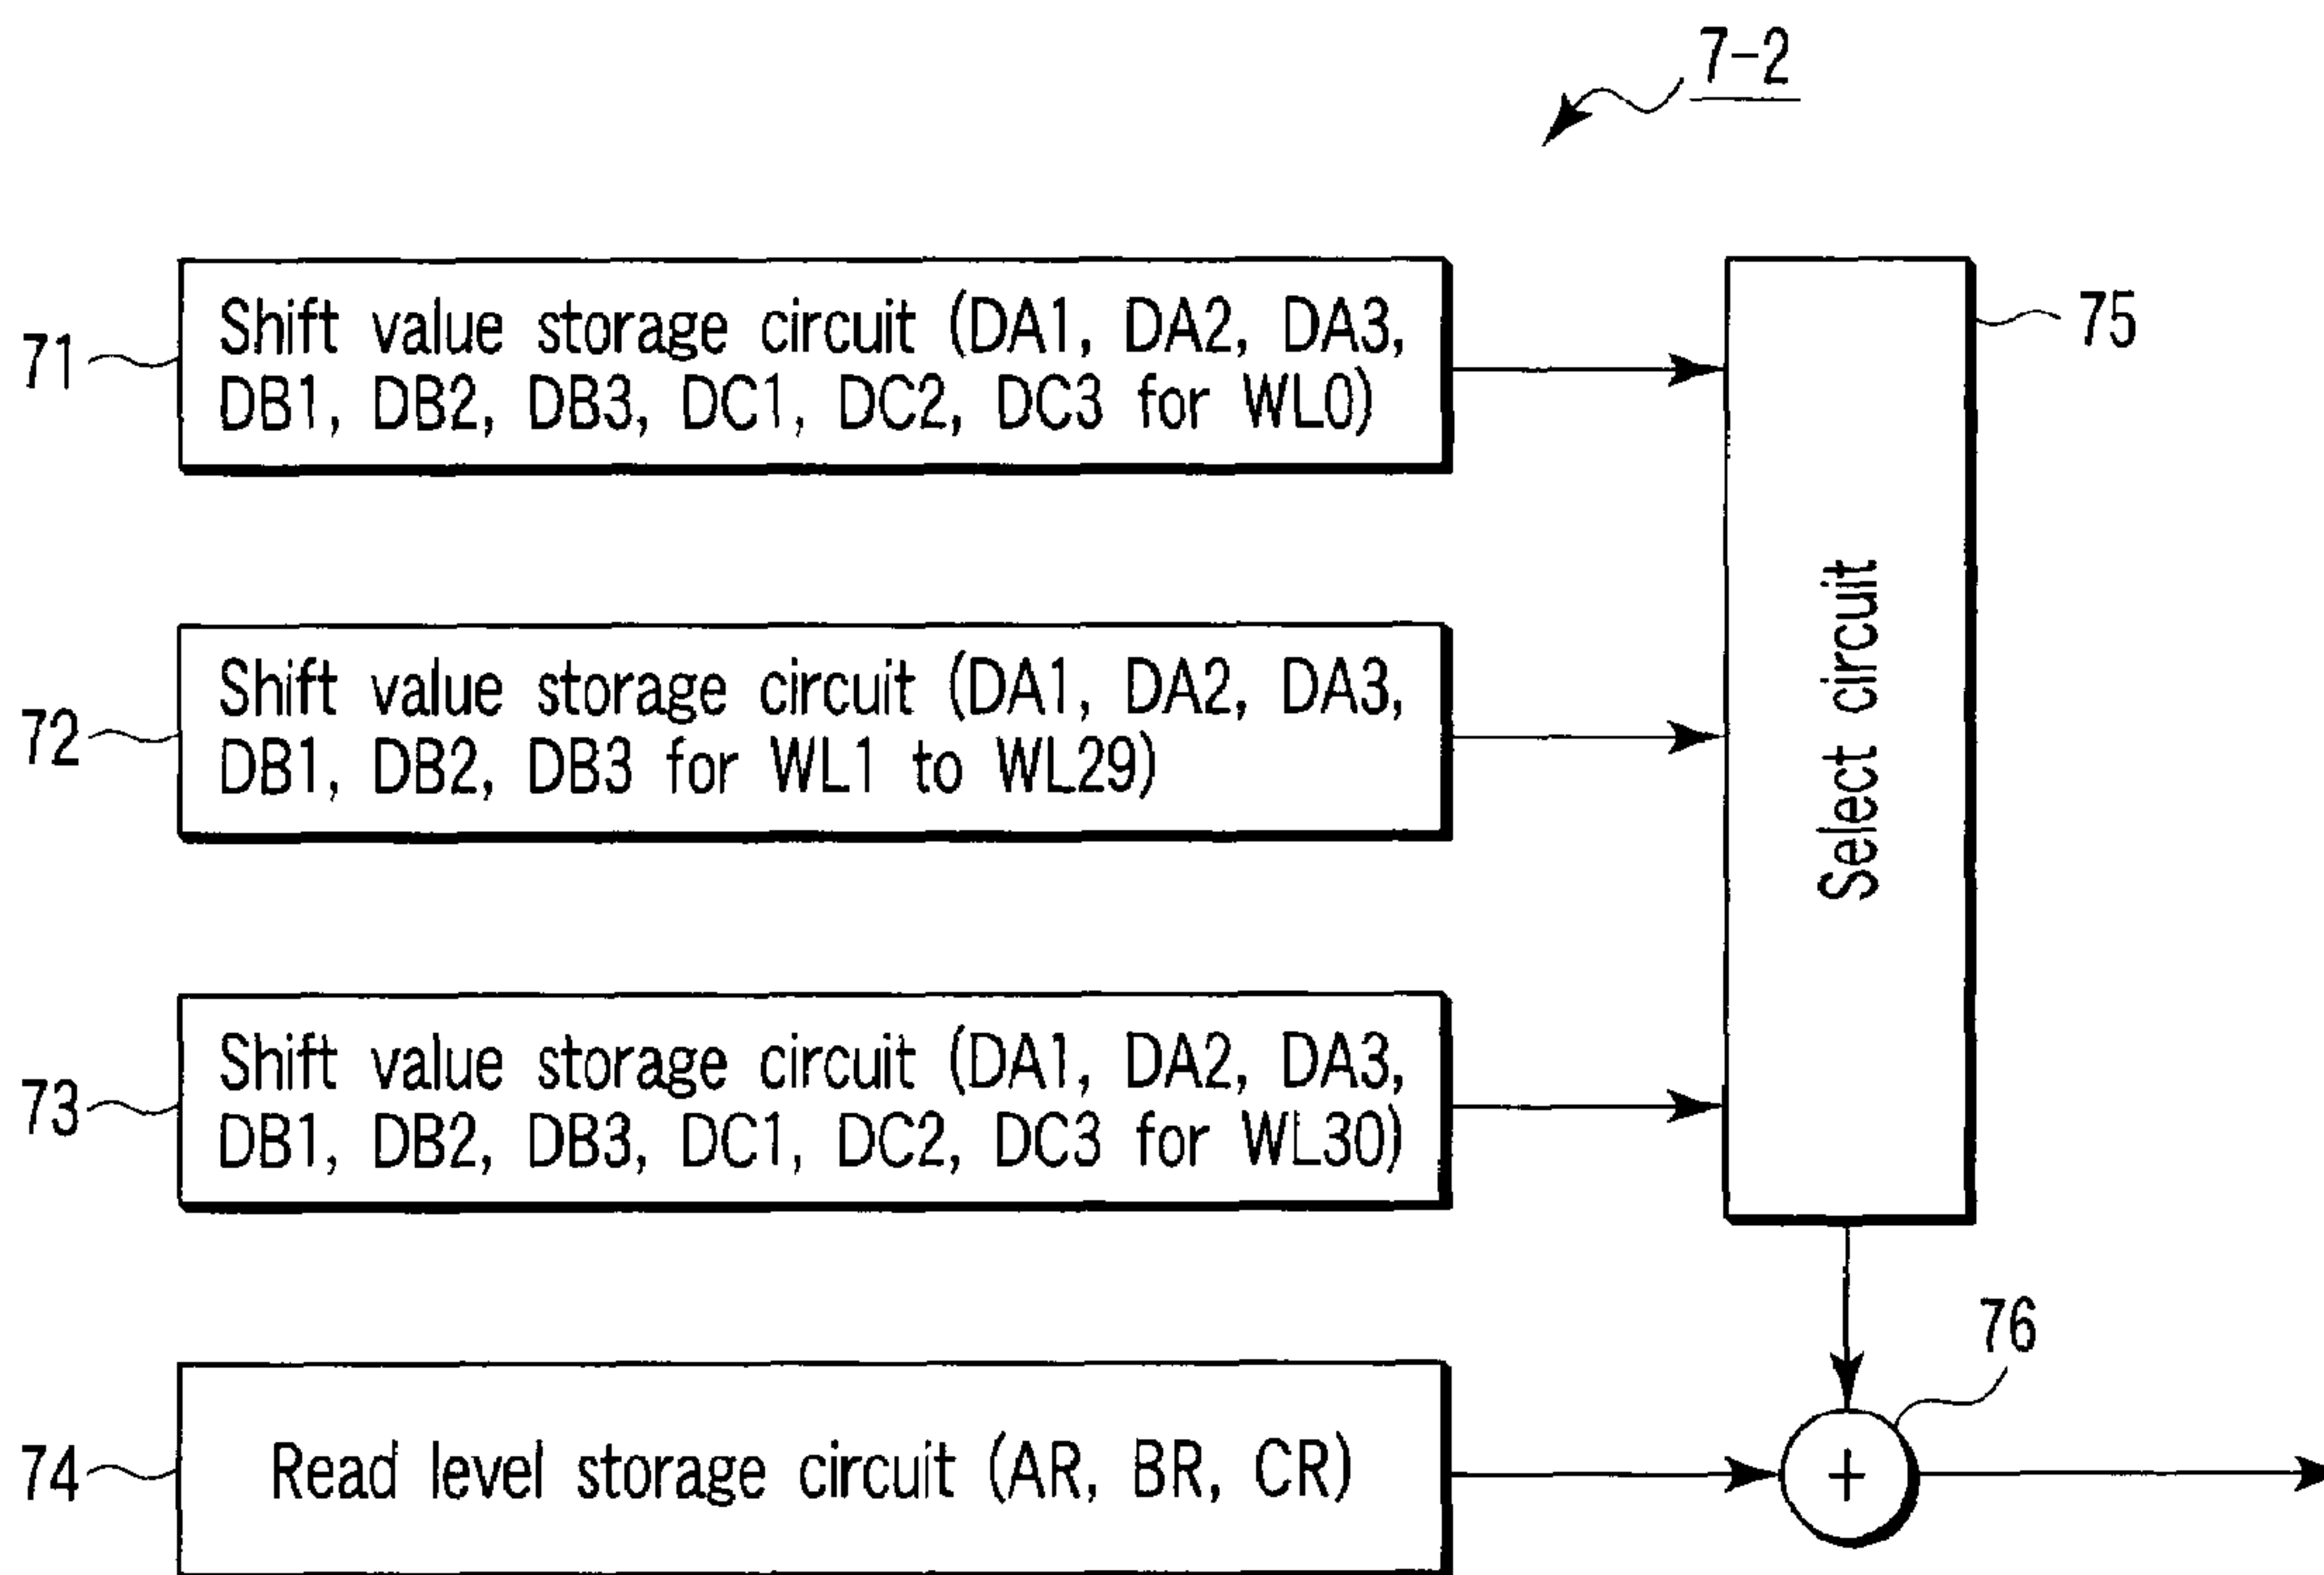 7-2
71
Shift value storage circuit (DA1, DA2, DA3,
DB1, DB2, DB3, DC1, DC2, DC3 for WL0)
75
Select circuit
72
Shift value storage circuit (DA1, DA2, DA3,
DB1, DB2, DB3 for WL1 to WL29)
73
Shift value storage circuit (DA1, DA2, DA3,
DB1, DB2, DB3, DC1, DC2, DC3 for WL30)
76
74
Read level storage circuit (AR, BR, CR)
+